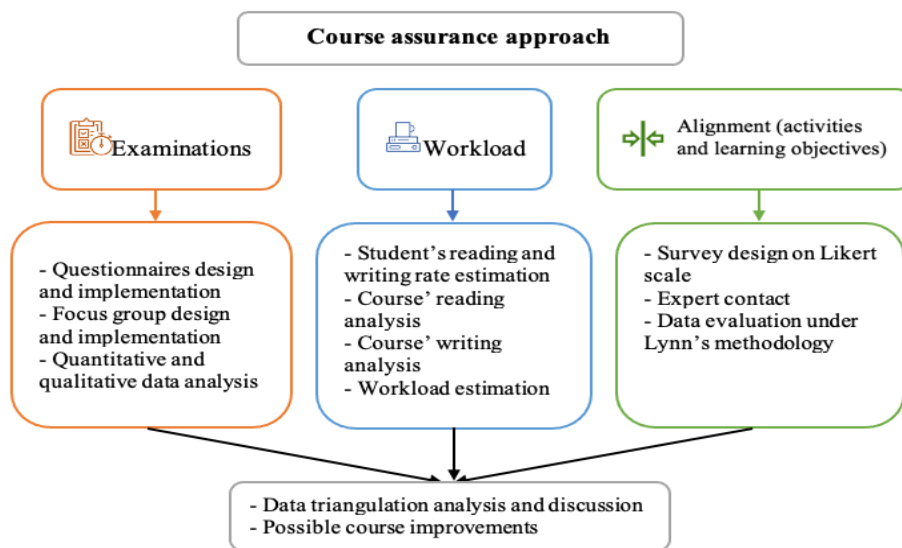 Course assurance approach
Examinations
Workload
Alignment (activities
and learning objectives)
- Questionnaires design
and implementation
- Focus group design
and implementation
- Quantitative and
qualitative data analysis
- Student’s reading and
writing rate estimation
- Course’ reading
analysis
- Course’ writing
analysis
- Workload estimation
- Survey design on Likert
scale
- Expert contact
- Data evaluation under
Lynn’s methodology
- Data triangulation analysis and discussion
- Possible course improvements